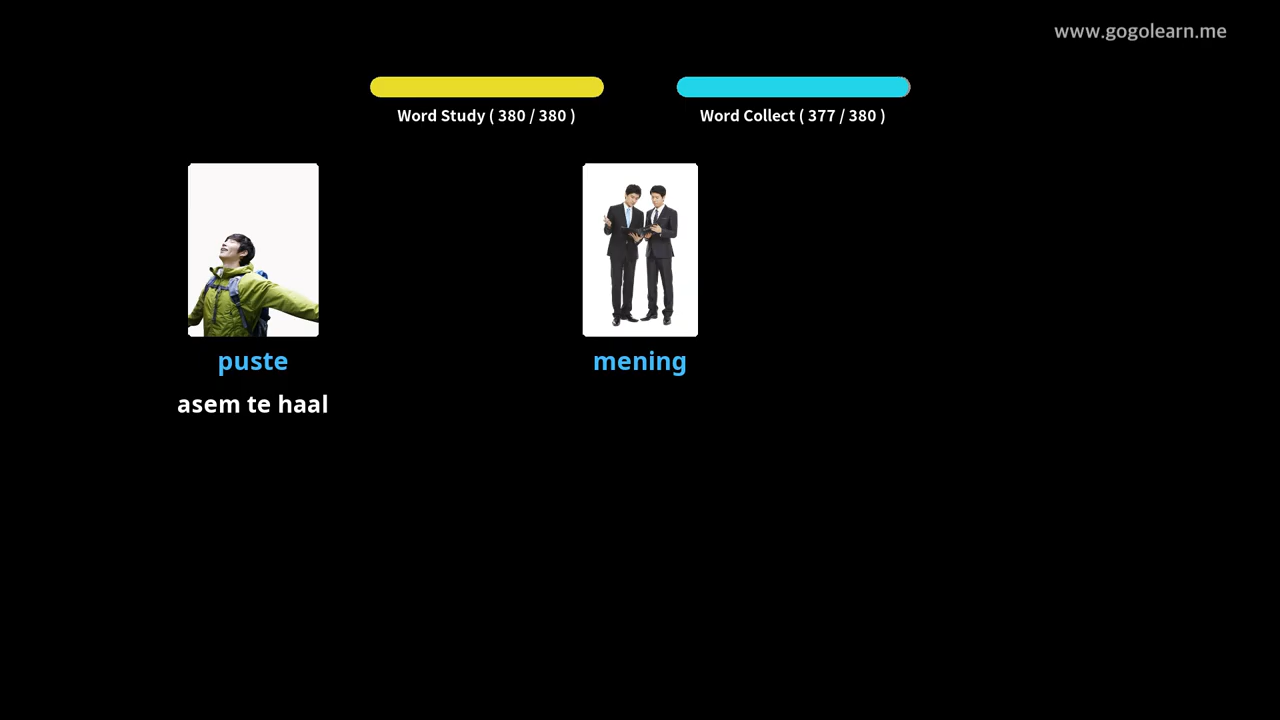 www.gogolearn.me
Word Study ( 380 / 380 )
Word Collect ( 377 / 380 )
puste
asem te haal
mening